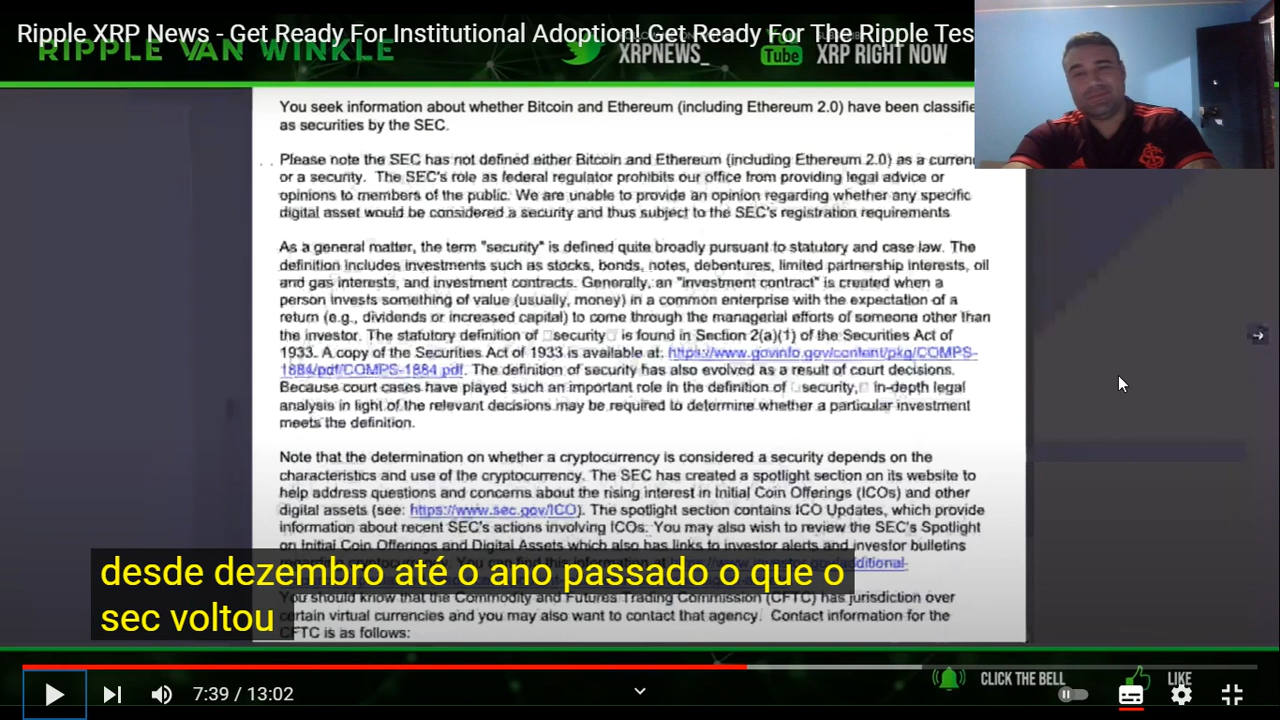 Ripple XRP News - Get Ready For Institutional Adoption! Get Ready For The Ripple Tes
RIPPLE VAN WINKLE
XRPNEWS_
You Tube
XRP RIGHT NOW
You seek information about whether Bitcoin and Ethereum (including Ethereum 2.0) have been classifie
as securities by the SEC.
Please note the SEC has not defined either Bitcoin and Ethereum (including Ethereum 2.0) as a curren
or a security. The SEC's role as federal regulator prohibits our office from providing legal advice or
opinions to members of the public. We are unable to provide an opinion regarding whether any specific
digital asset would be considered a security and thus subject to the SEC's registration requirements
As a general matter, the term "security" is defined quite broadly pursuant to statutory and case law. The
definition includes investments such as stocks, bonds, notes, debentures, limited partnership interests, oil
and gas interests, and investment contracts. Generally, an "investment contract" is created when a
person invests something of value (usually, money) in a common enterprise with the expectation of a
return (e.g., dividends or increased capital) to come through the managerial efforts of someone other than
the investor. The statutory definition of □security□ is found in Section 2(a)(1) of the Securities Act of
1933. A copy of the Securities Act of 1933 is available at: https://www.govinfo.gov/content/pkg/COMPS-
1884/pdf/COMPS-1884.pdf. The definition of security has also evolved as a result of court decisions.
Because court cases have played such an important role in the definition of □security,□ in-depth legal
analysis in light of the relevant decisions may be required to determine whether a particular investment
meets the definition.
Note that the determination on whether a cryptocurrency is considered a security depends on the
characteristics and use of the cryptocurrency. The SEC has created a spotlight section on its website to
help address questions and concerns about the rising interest in Initial Coin Offerings (ICOs) and other
digital assets (see: https://www.sec.gov/ICO). The spotlight section contains ICO Updates, which provide
information about recent SEC's actions involving ICOs. You may also wish to review the SEC's Spotlight
on Initial Coin Offerings and Digital Assets which also has links to investor alerts and investor bulletins
desde dezembro até o ano passado o que o
sec voltou
You should know that the Commodity and Futures Trading Commission (CFTC) has jurisdiction over
certain virtual currencies and you may also want to contact that agency. Contact information for the
CFTC is as follows:
CLICK THE BELL
LIKE
7:39 / 13:02